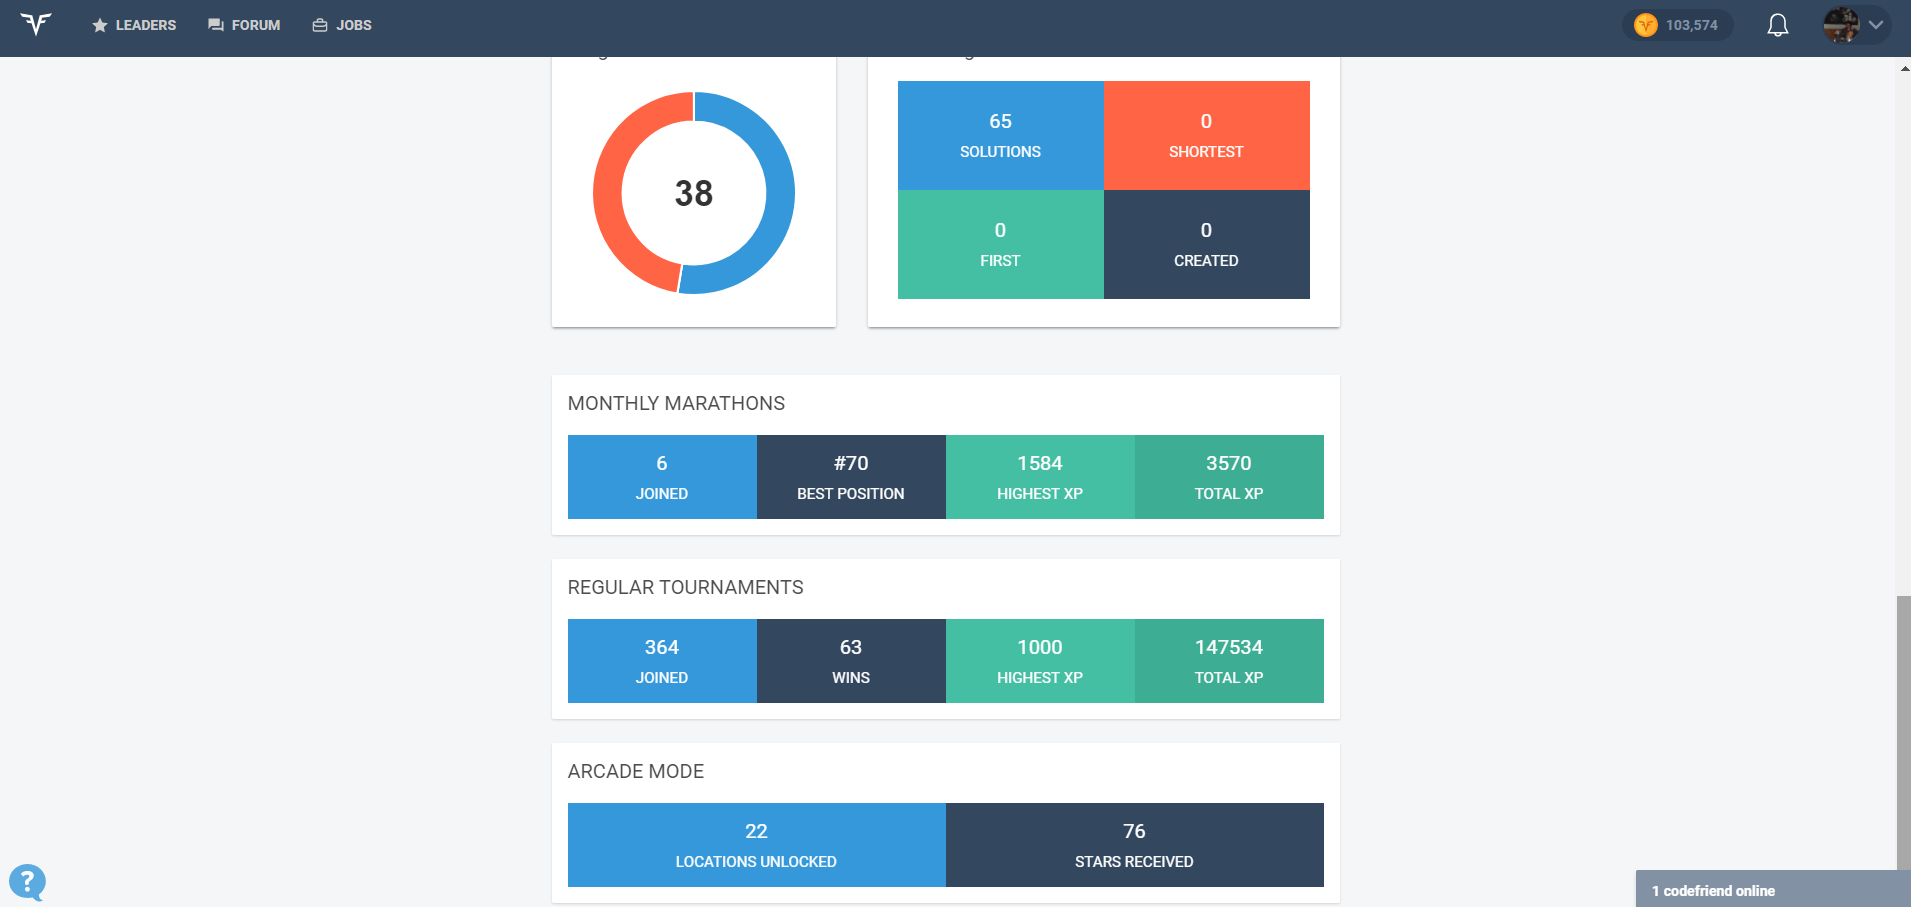 LEADERS FORUM JOBS 103,574
38
65 0
SOLUTIONS SHORTEST
0 0
FIRST CREATED
MONTHLY MARATHONS
6 #70 1584 3570
JOINED BEST POSITION HIGHEST XP TOTAL XP
REGULAR TOURNAMENTS
364 63 1000 147534
JOINED WINS HIGHEST XP TOTAL XP
ARCADE MODE
22 76
LOCATIONS UNLOCKED STARS RECEIVED
?
1 codefriend online